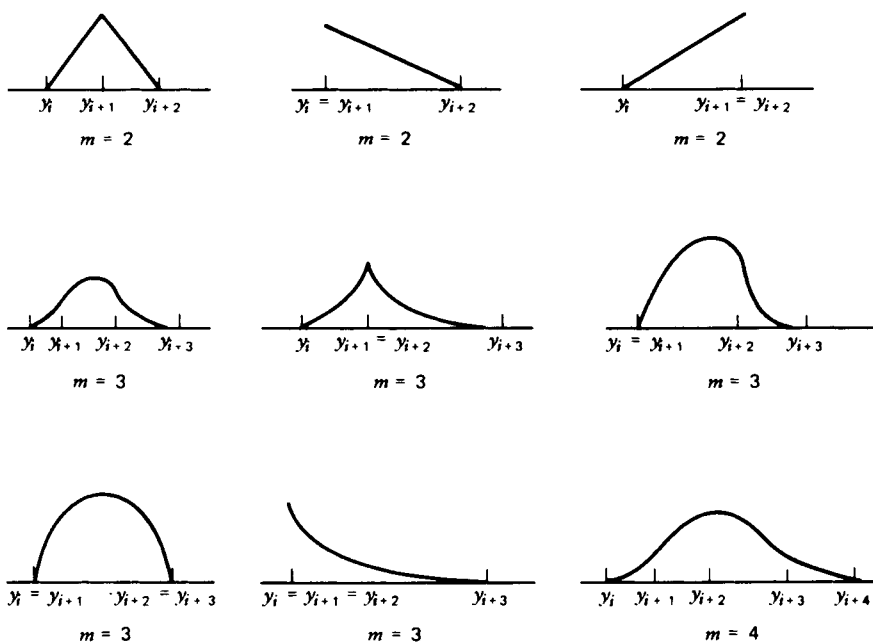 yᵢ yᵢ₊₁ yᵢ₊₂
m = 2
yᵢ = yᵢ₊₁ yᵢ₊₂
m = 2
yᵢ yᵢ₊₁ = yᵢ₊₂
m = 2
yᵢ yᵢ₊₁ yᵢ₊₂ yᵢ₊₃
m = 3
yᵢ yᵢ₊₁ = yᵢ₊₂ yᵢ₊₃
m = 3
yᵢ = yᵢ₊₁ yᵢ₊₂ yᵢ₊₃
m = 3
yᵢ = yᵢ₊₁ yᵢ₊₂ = yᵢ₊₃
m = 3
yᵢ = yᵢ₊₁ = yᵢ₊₂ yᵢ₊₃
m = 3
yᵢ yᵢ₊₁ yᵢ₊₂ yᵢ₊₃ yᵢ₊₄
m = 4